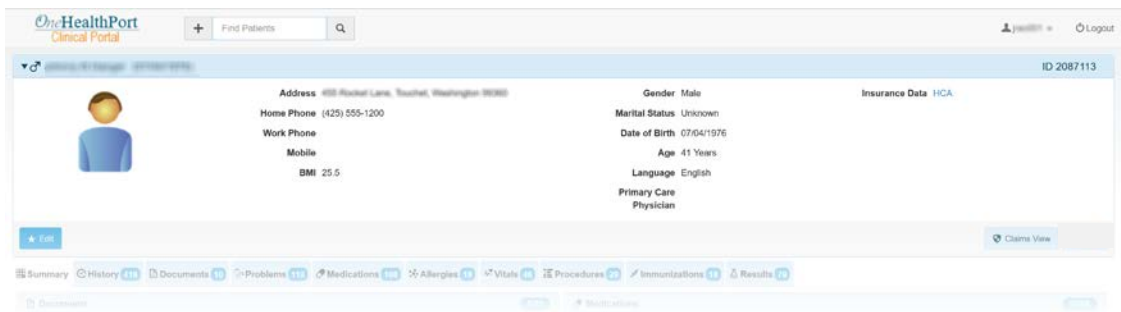 OneHealthPort
Clinical Portal
+ Find Patients
Logout
ID 2087113
Address
Gender Male
Insurance Data HCA
Home Phone (425) 555-1200
Marital Status Unknown
Work Phone
Date of Birth 07/04/1976
Mobile
Age 41 Years
BMI 25.5
Language English
Primary Care
Physician
Edit
Claims View
Summary History Documents Problems Medications Allergies Vitals Procedures Immunizations Results
Document Medications